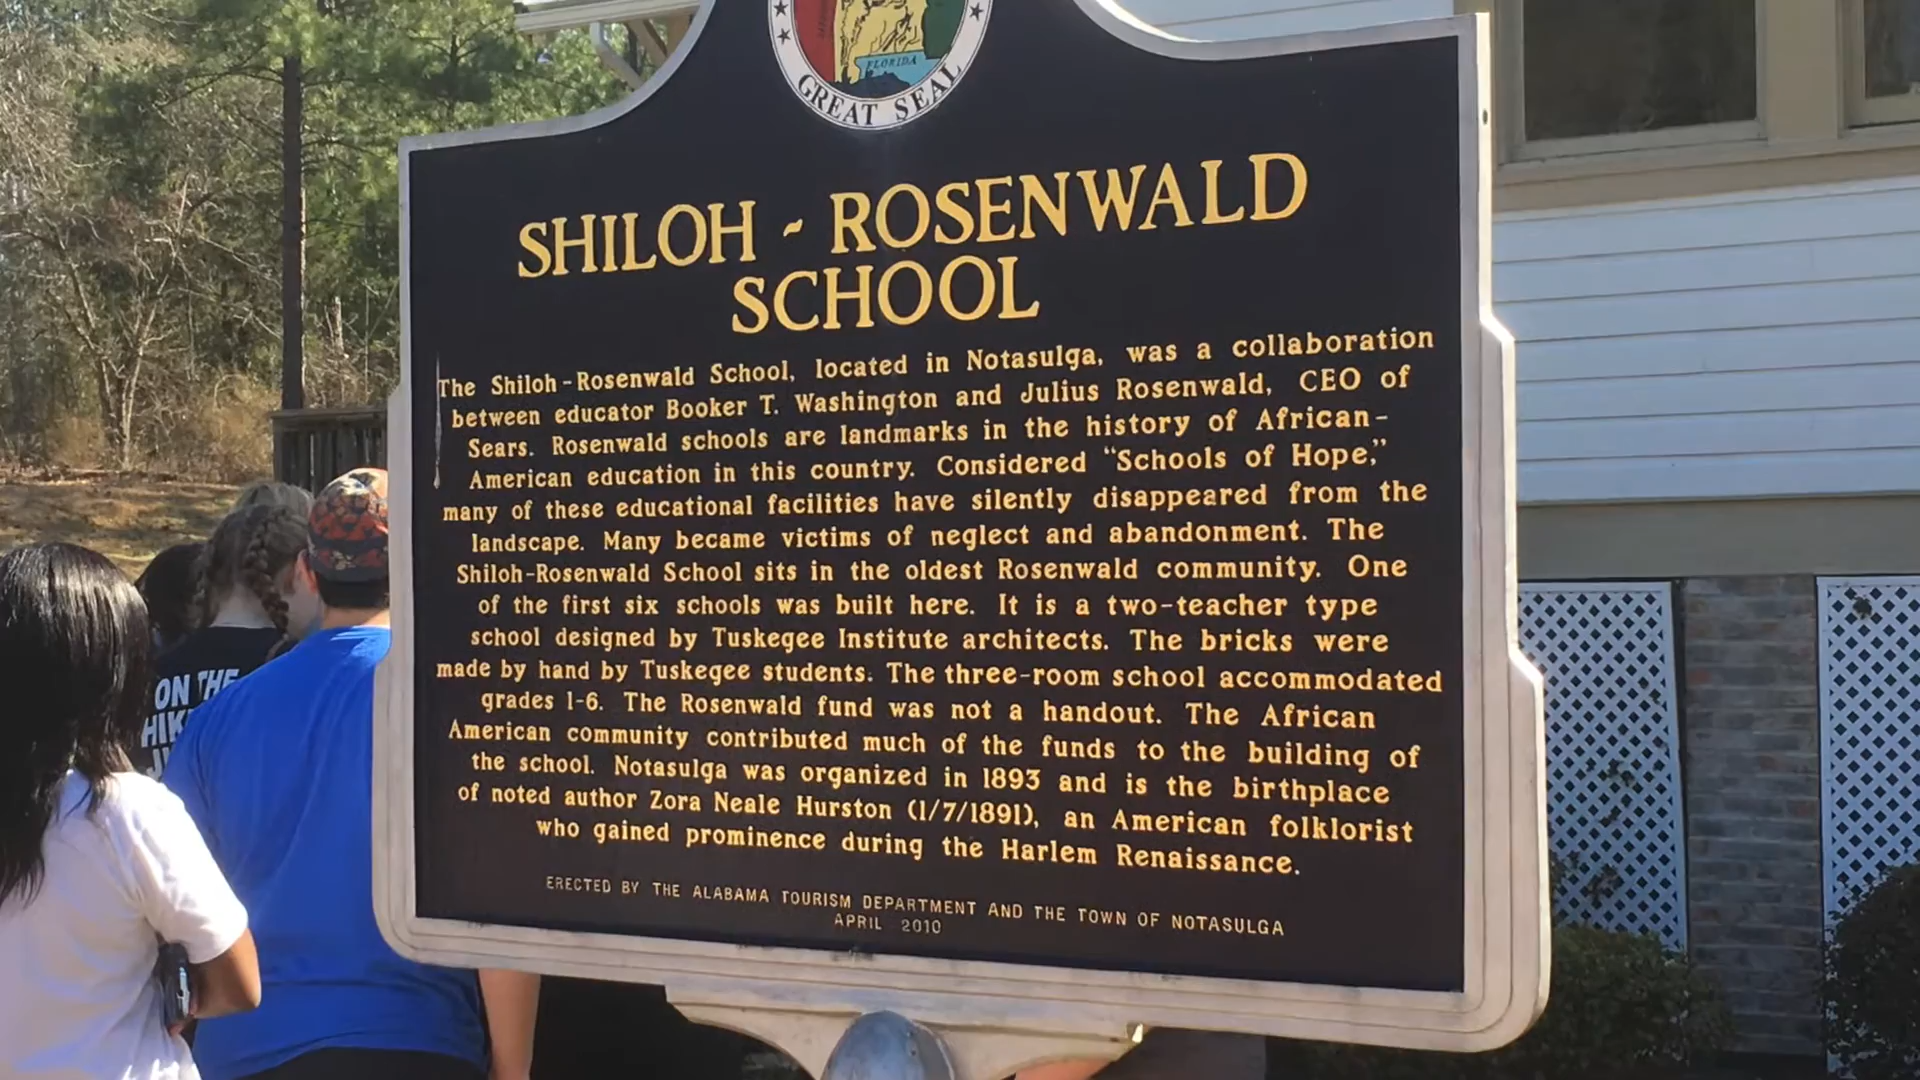 FLORIDA
GREAT SEAL
SHILOH - ROSENWALD
SCHOOL
The Shiloh-Rosenwald School, located in Notasulga, was a collaboration
between educator Booker T. Washington and Julius Rosenwald, CEO of
Sears. Rosenwald schools are landmarks in the history of African-
American education in this country. Considered “Schools of Hope,”
many of these educational facilities have silently disappeared from the
landscape. Many became victims of neglect and abandonment. The
Shiloh-Rosenwald School sits in the oldest Rosenwald community. One
of the first six schools was built here. It is a two-teacher type
school designed by Tuskegee Institute architects. The bricks were
made by hand by Tuskegee students. The three-room school accommodated
grades 1-6. The Rosenwald fund was not a handout. The African
American community contributed much of the funds to the building of
the school. Notasulga was organized in 1893 and is the birthplace
of noted author Zora Neale Hurston (1/7/1891), an American folklorist
who gained prominence during the Harlem Renaissance.
ERECTED BY THE ALABAMA TOURISM DEPARTMENT AND THE TOWN OF NOTASULGA
APRIL 2010
ON THE